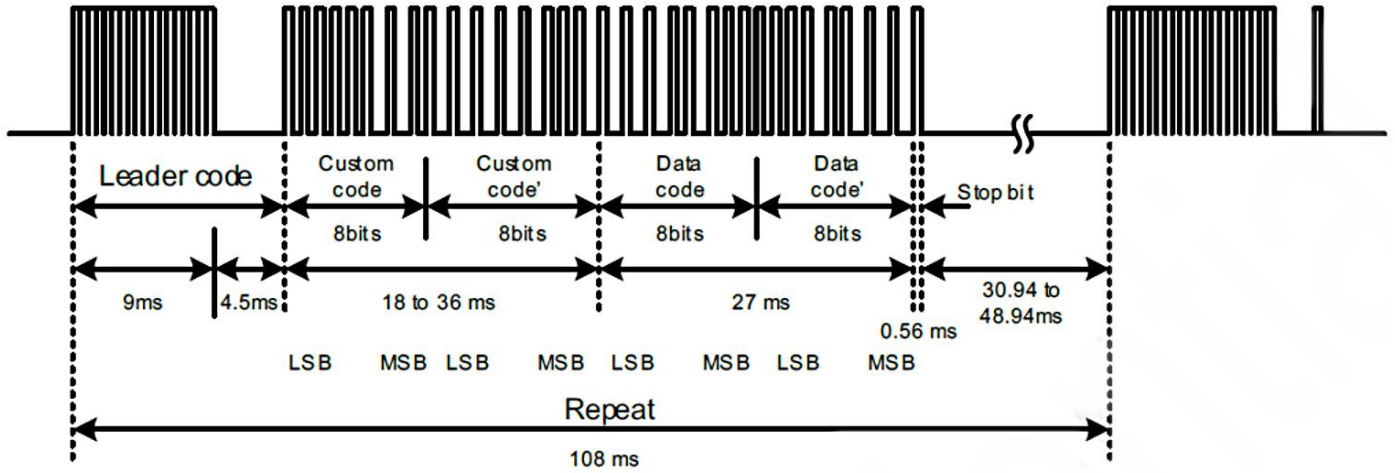 Leader code
Custom code
Custom code'
Data code
Data code'
Stop bit
8bits
8bits
8bits
8bits
9ms
4.5ms
18 to 36 ms
27 ms
0.56 ms
30.94 to
48.94ms
LSB
MSB
LSB
MSB
LSB
MSB
LSB
MSB
Repeat
108 ms